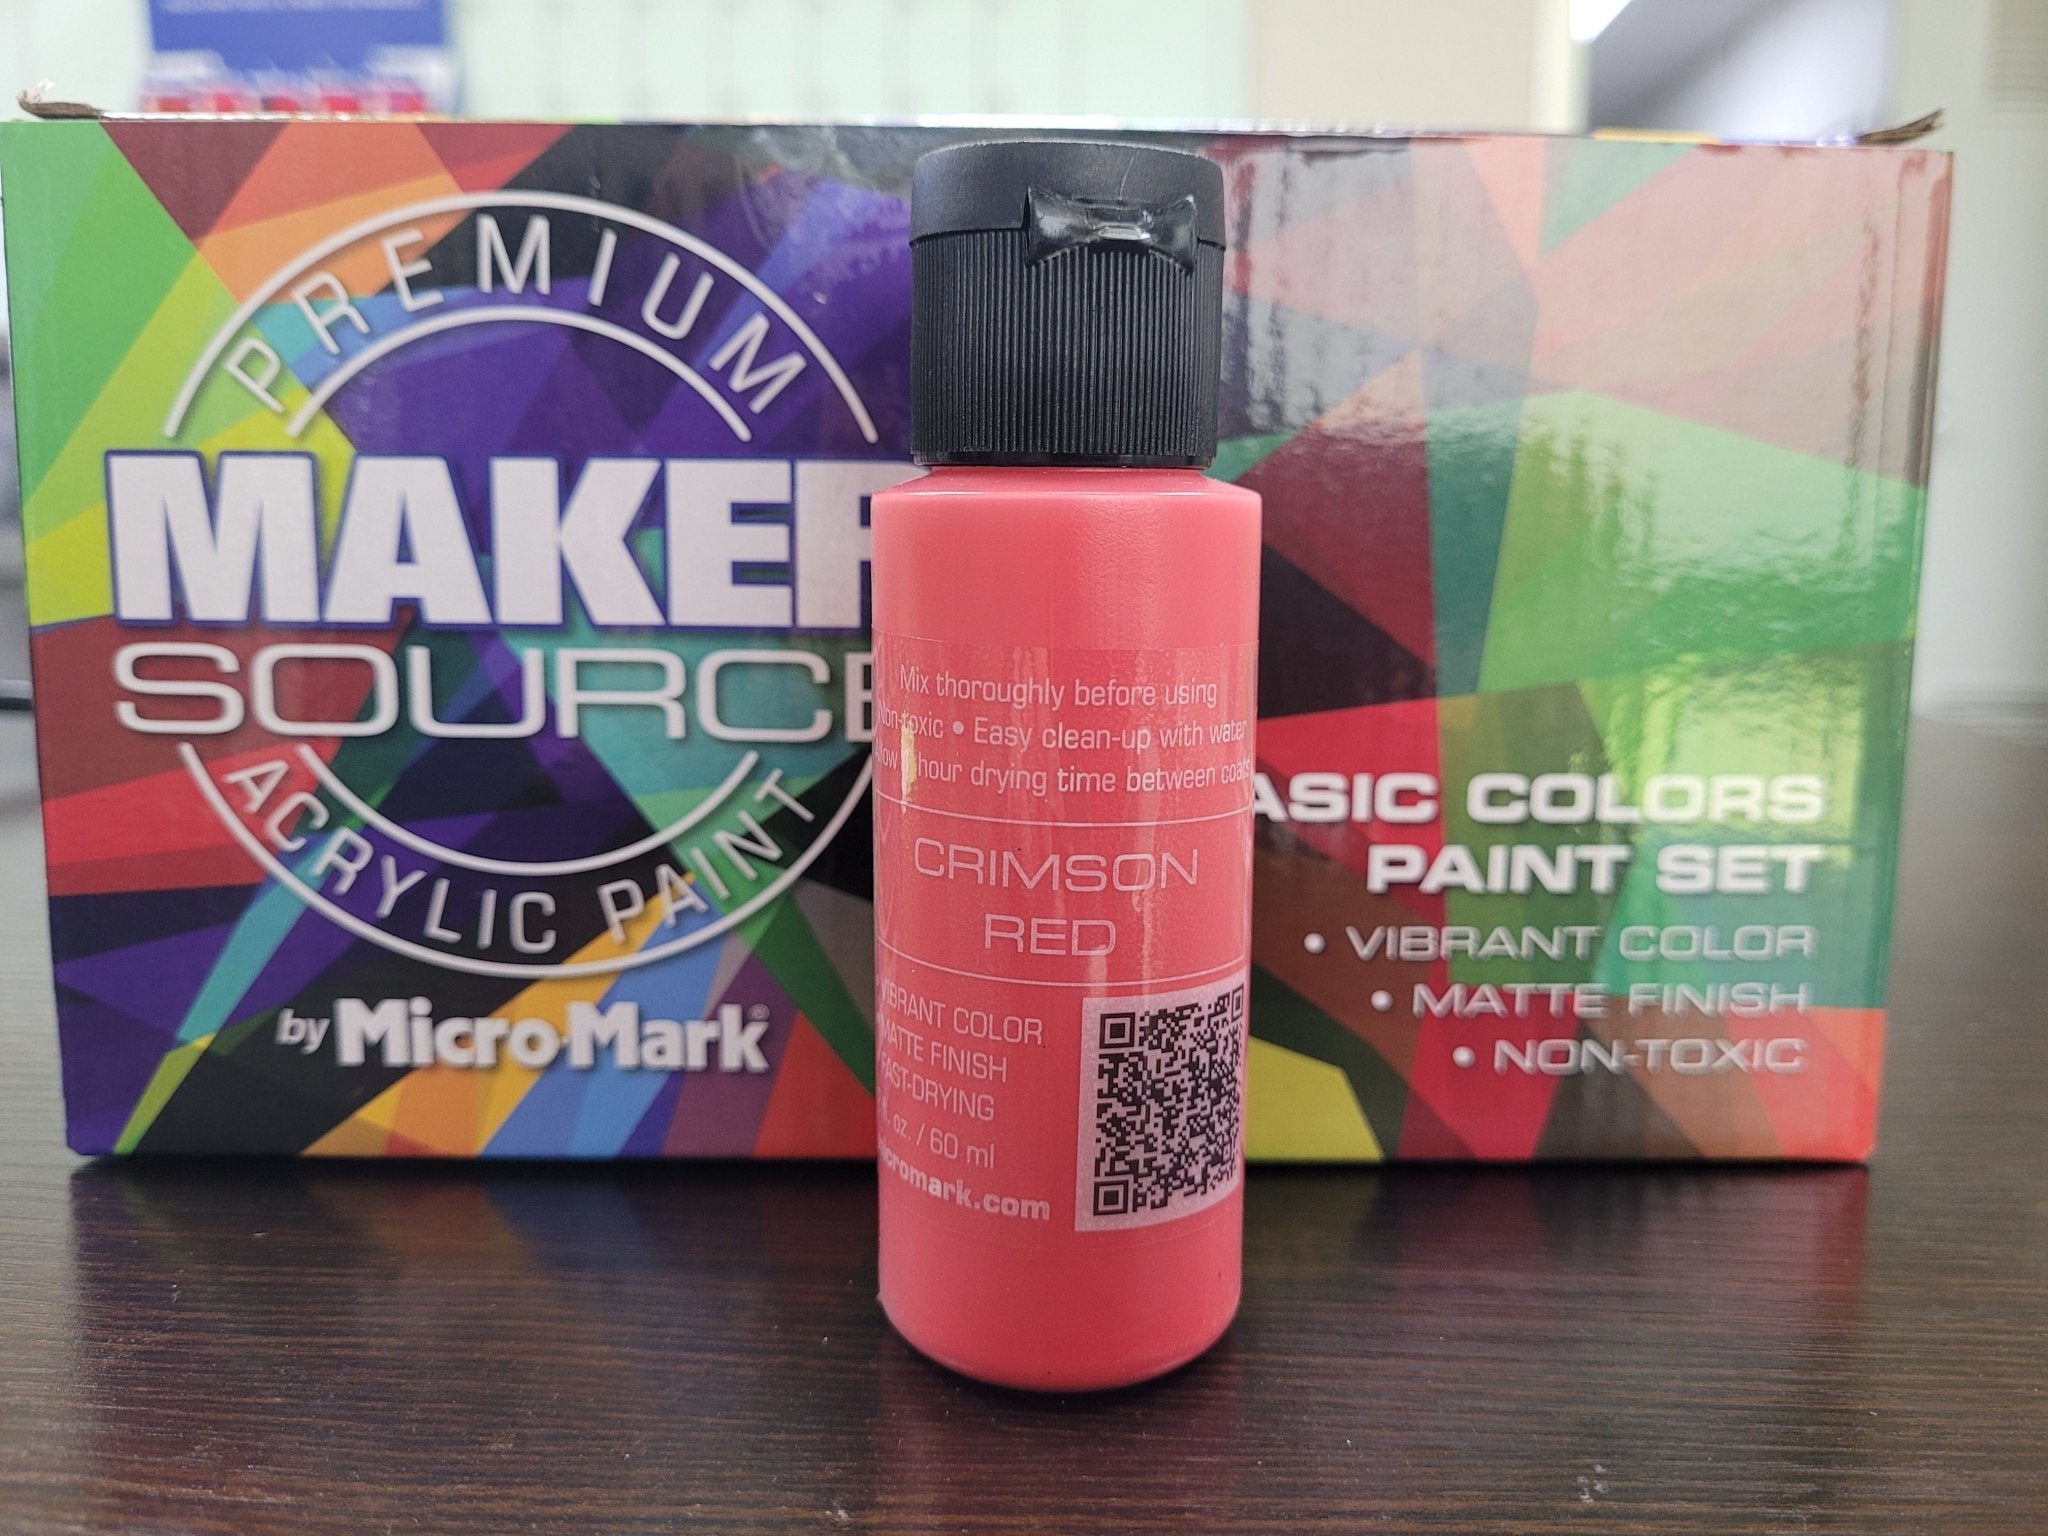 PREMIUM
MAKER
SOURCE
ACRYLIC PAINT
by Micro-Mark®
Mix thoroughly before using
Non-toxic • Easy clean-up with water
1 hour drying time between coats
CRIMSON
RED
VIBRANT COLOR
MATTE FINISH
FAST-DRYING
fl. oz. / 60 ml
micromark.com
BASIC COLORS
PAINT SET
• VIBRANT COLOR
• MATTE FINISH
• NON-TOXIC